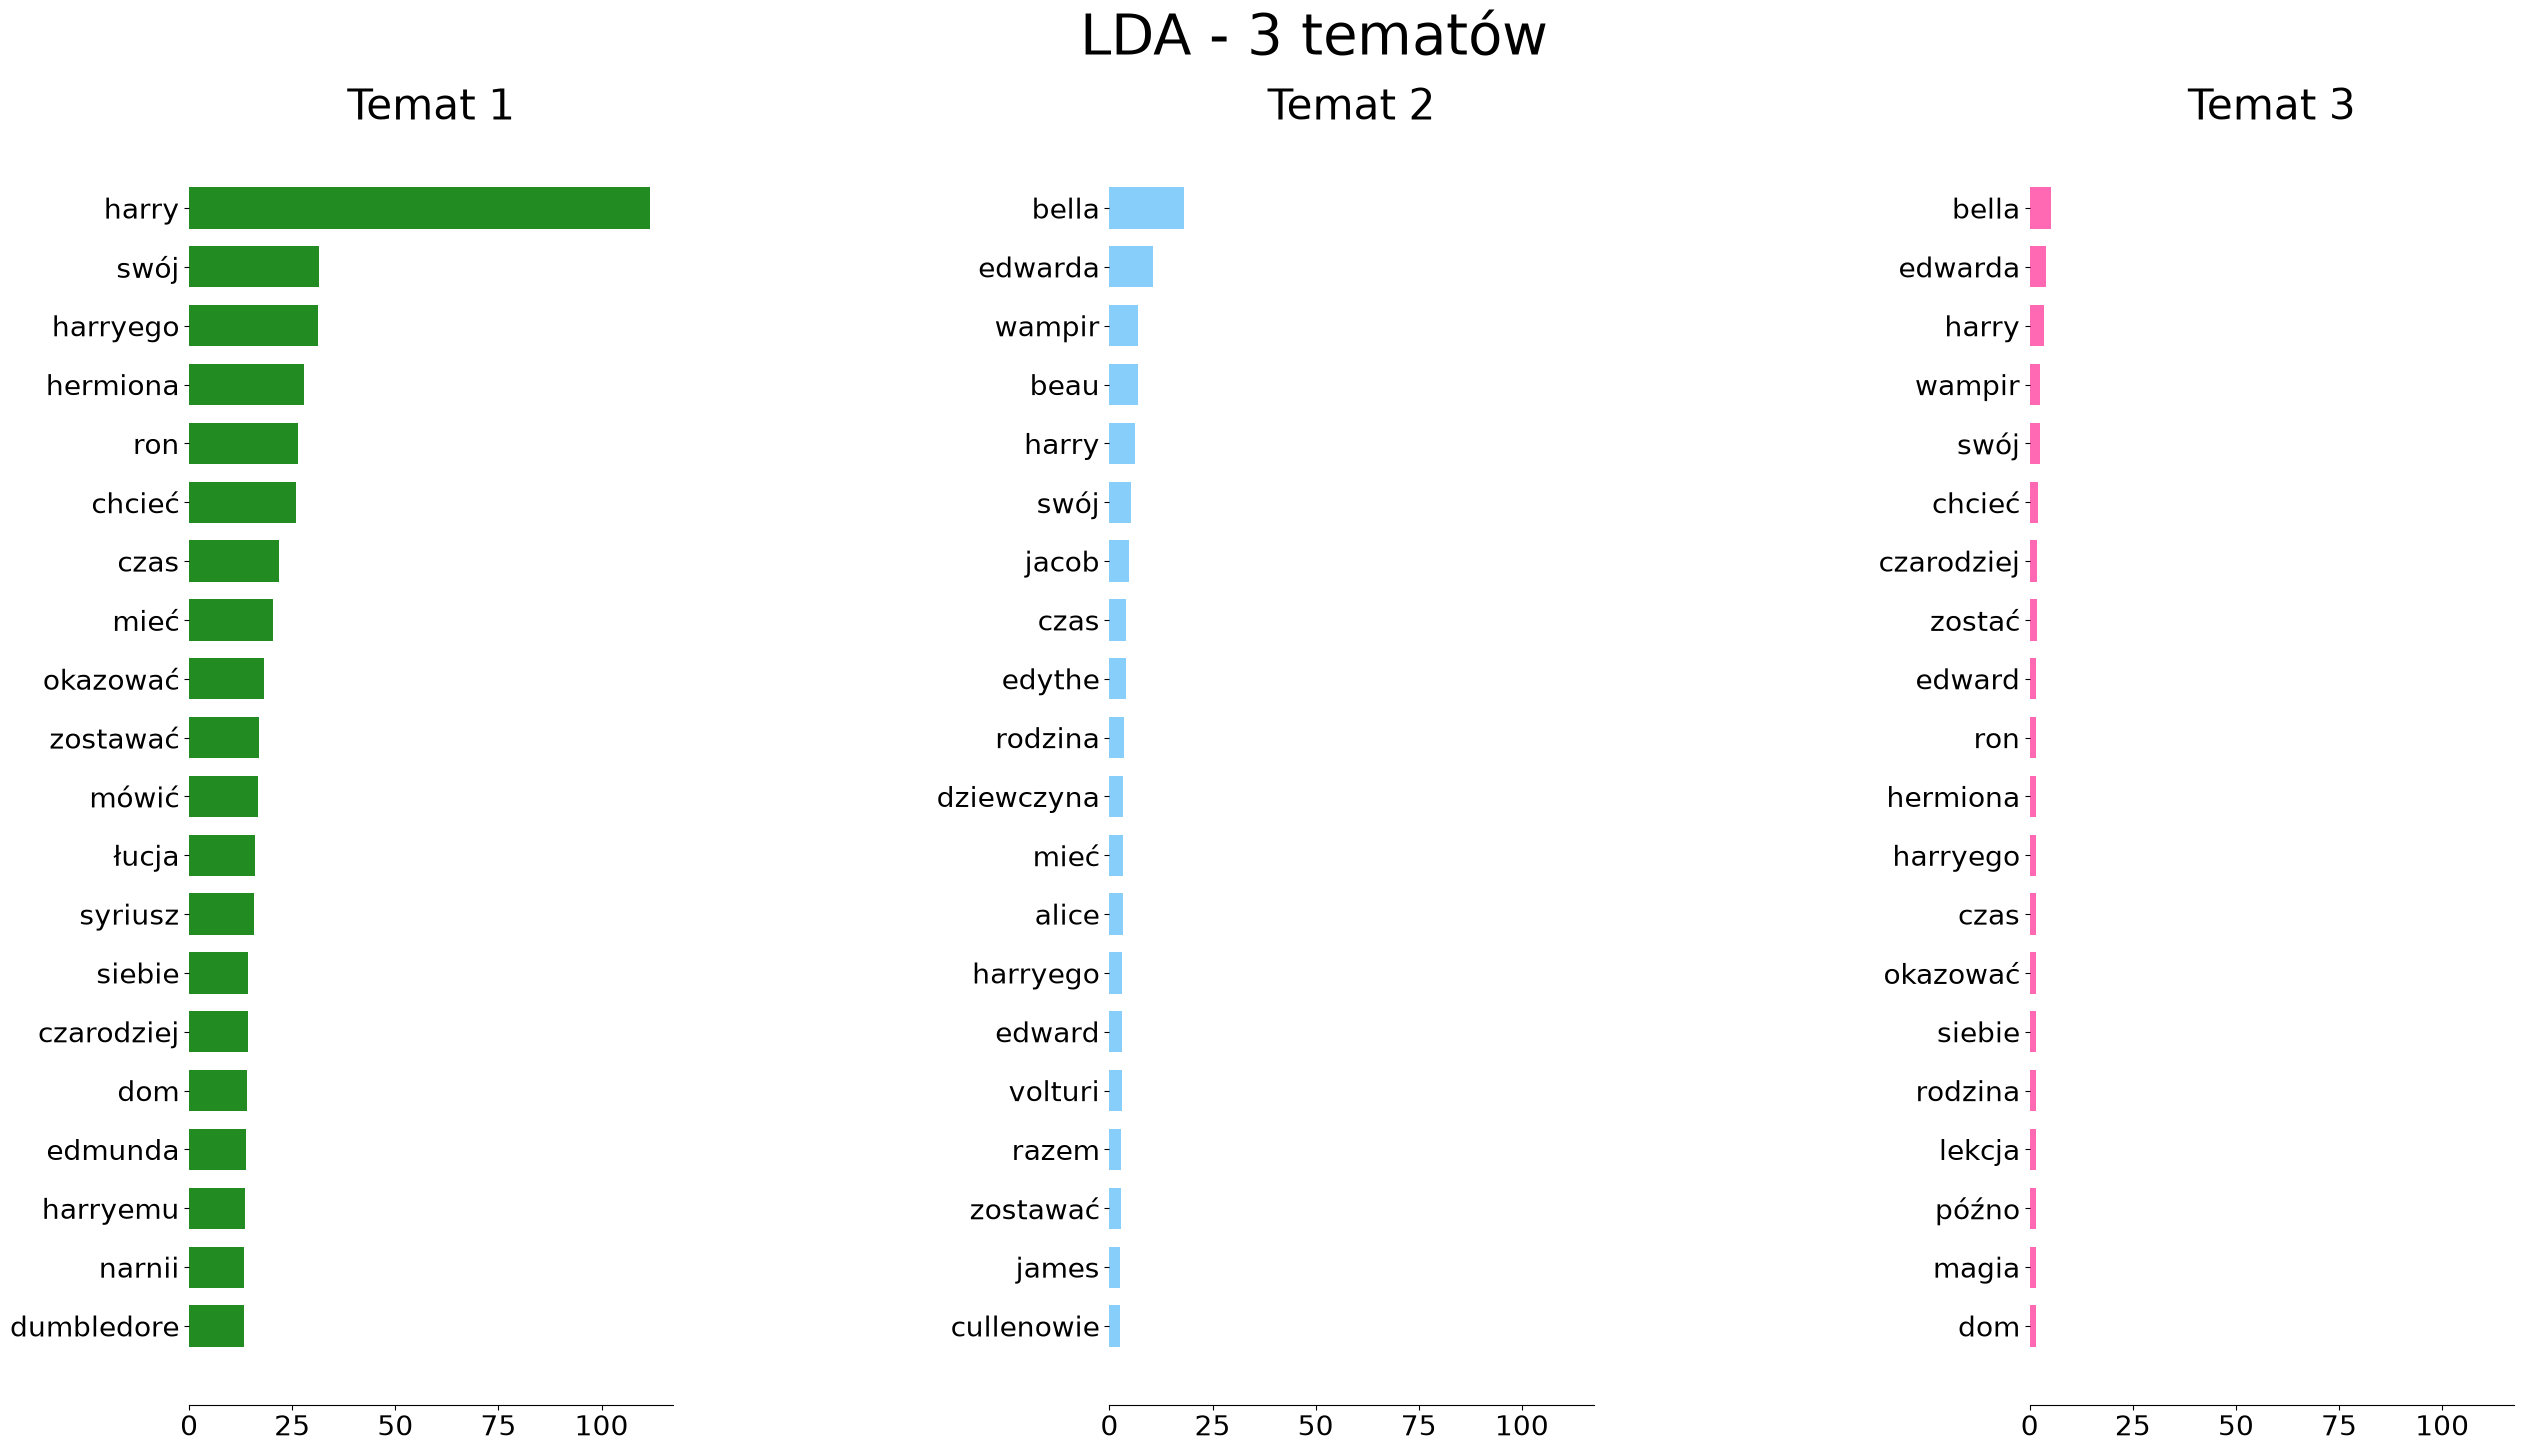 LDA - 3 tematów
Temat 1
harry
swój
harryego
hermiona
ron
chcieć
czas
mieć
okazować
zostawać
mówić
łucja
syriusz
siebie
czarodziej
dom
edmunda
harryemu
narnii
dumbledore
0 25 50 75 100
Temat 2
bella
edwarda
wampir
beau
harry
swój
jacob
czas
edythe
rodzina
dziewczyna
mieć
alice
harryego
edward
volturi
razem
zostawać
james
cullenowie
0 25 50 75 100
Temat 3
bella
edwarda
harry
wampir
swój
chcieć
czarodziej
zostać
edward
ron
hermiona
harryego
czas
okazować
siebie
rodzina
lekcja
późno
magia
dom
0 25 50 75 100